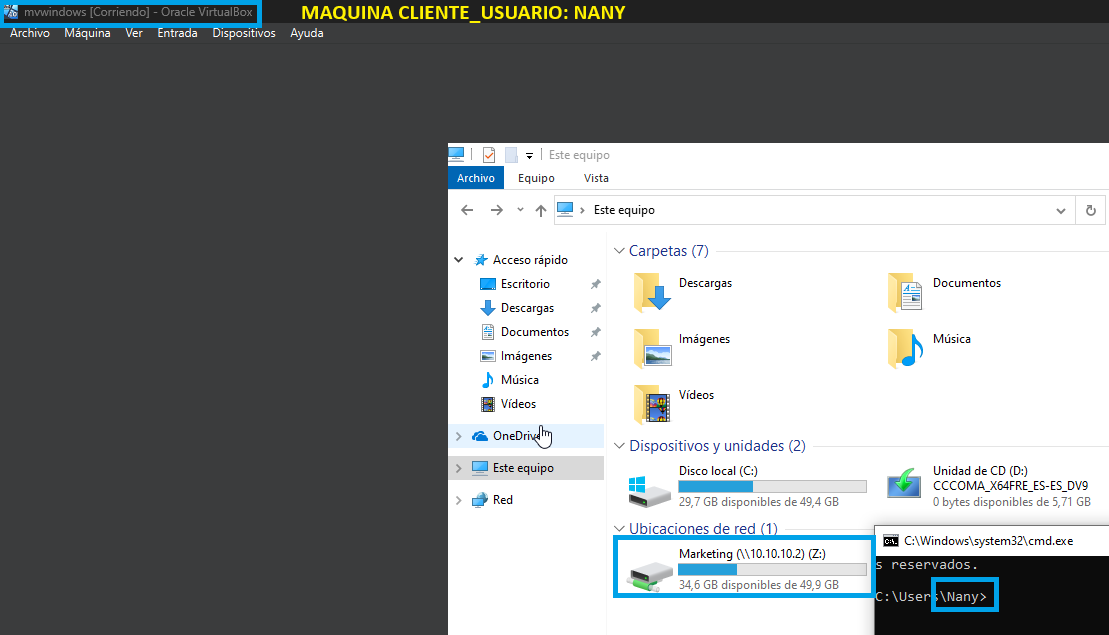 mvwindows [Corriendo] - Oracle VirtualBox
MAQUINA CLIENTE_USUARIO: NANY
Archivo Máquina Ver Entrada Dispositivos Ayuda
Este equipo
Archivo Equipo Vista
Este equipo
Acceso rápido
Escritorio
Descargas
Documentos
Imágenes
Música
Vídeos
OneDrive
Este equipo
Red
Carpetas (7)
Descargas
Documentos
Imágenes
Música
Vídeos
Dispositivos y unidades (2)
Disco local (C:)
29,7 GB disponibles de 49,4 GB
Unidad de CD (D:)
CCCOMA_X64FRE_ES-ES_DV9
0 bytes disponibles de 5,71 GB
Ubicaciones de red (1)
Marketing (\\10.10.10.2) (Z:)
34,6 GB disponibles de 49,9 GB
C:\Windows\system32\cmd.exe
s reservados.
C:\Users\Nany>